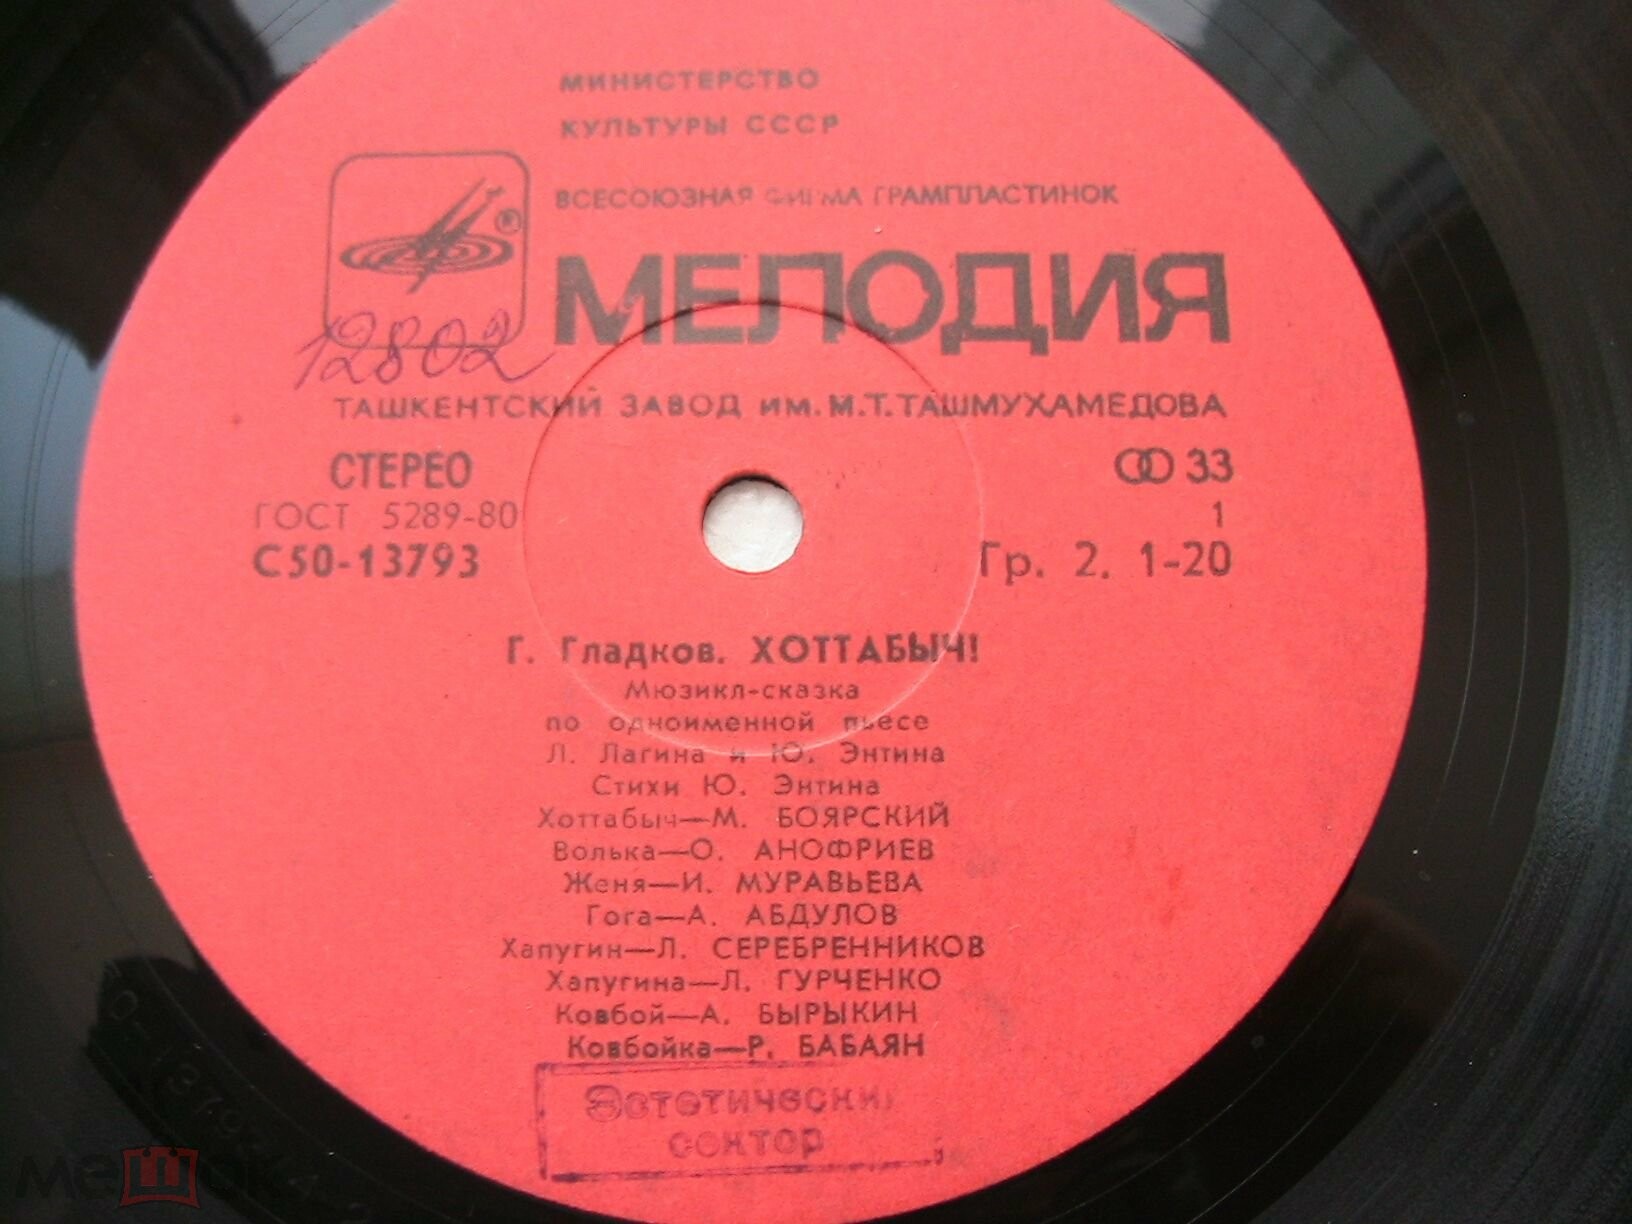 МИНИСТЕРСТВО
КУЛЬТУРЫ СССР
ВСЕСОЮЗНАЯ ФИРМА ГРАМПЛАСТИНОК
®
МЕЛОДИЯ
12802
ТАШКЕНТСКИЙ ЗАВОД ИМ. М.Т. ТАШМУХАМЕДОВА
СТЕРЕО
33
ГОСТ 5289-80
1
С50-13793
Гр. 2. 1-20
Г. Гладков. ХОТТАБЫЧ!
Мюзикл-сказка
по одноименной пьесе
Л. Лагина и Ю. Энтина
Стихи Ю. Энтина
Хоттабыч—М. БОЯРСКИЙ
Волька—О. АНОФРИЕВ
Женя—И. МУРАВЬЕВА
Гога—А. АБДУЛОВ
Хапугин—Л. СЕРЕБРЕННИКОВ
Хапугина—Л. ГУРЧЕНКО
Ковбой—А. БЫРЫКИН
Ковбойка—Р. БАБАЯН
Эстетический
сектор
мешок